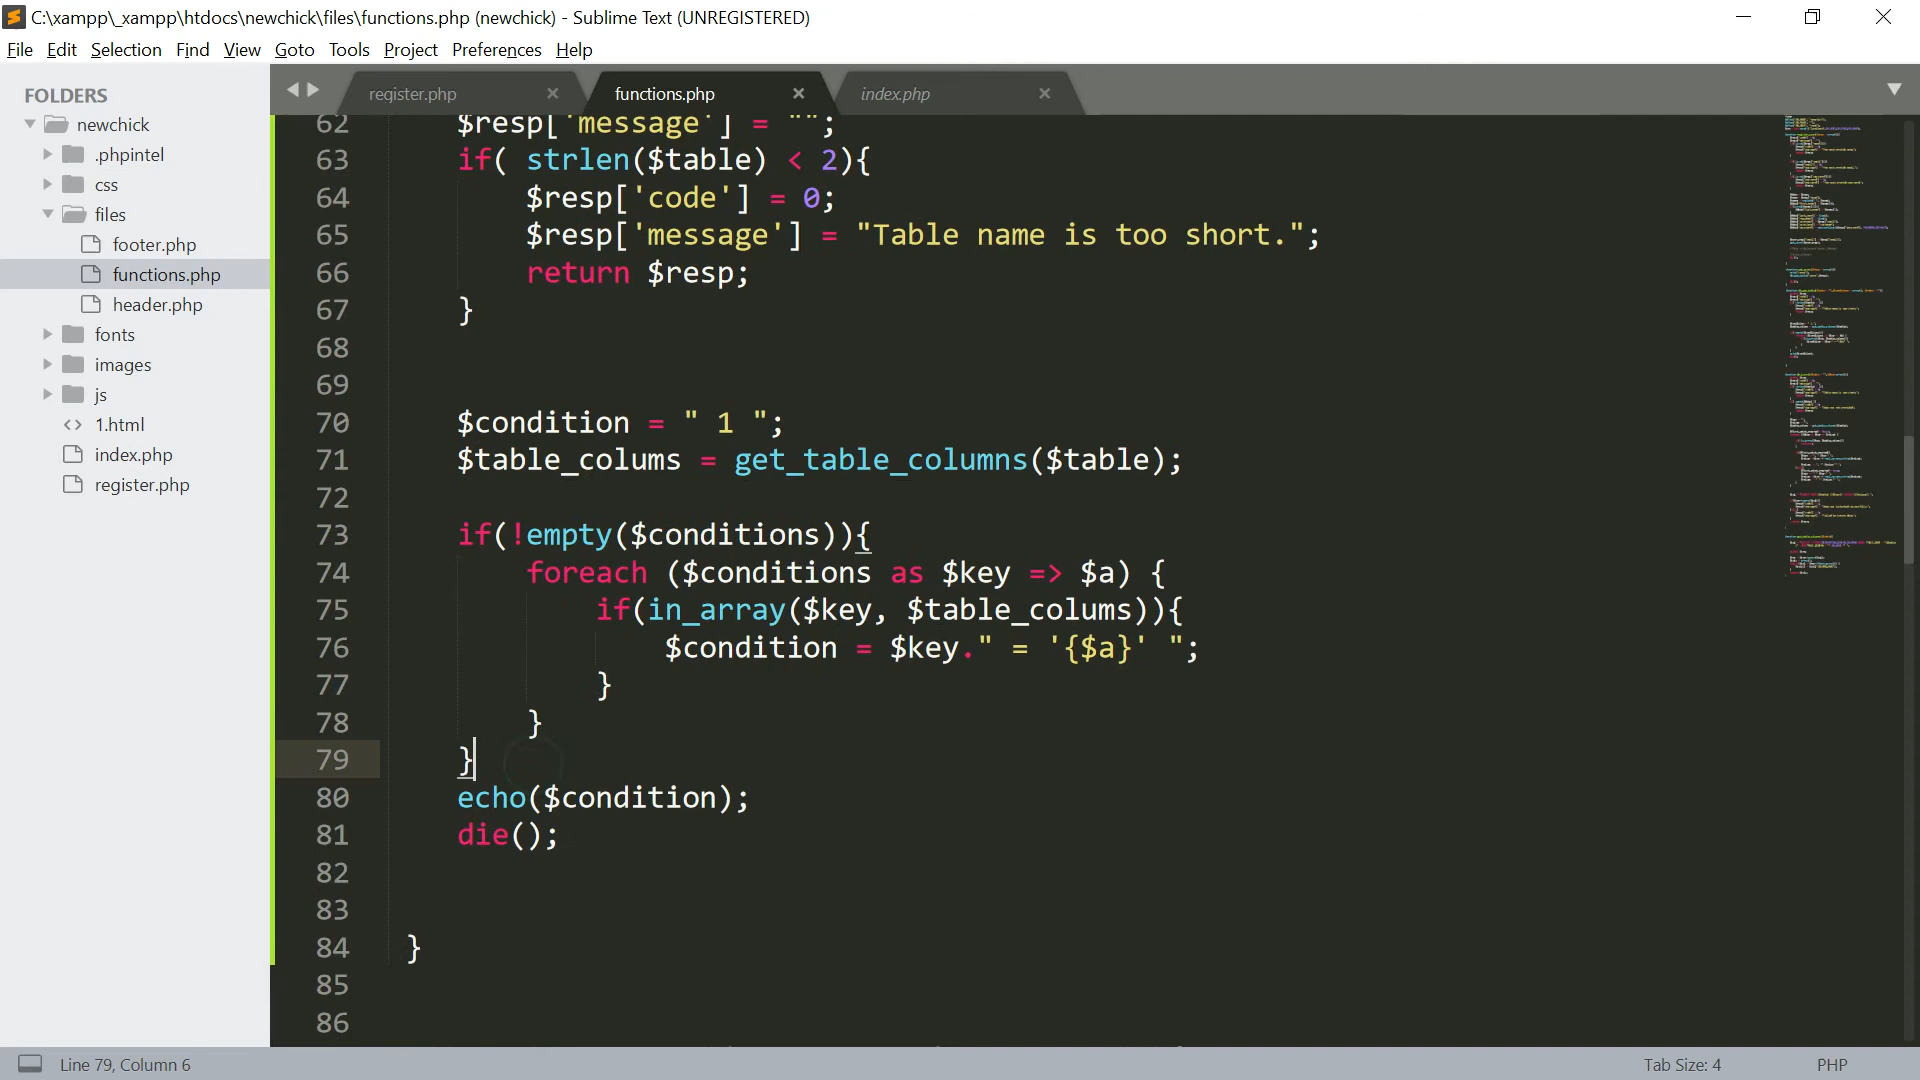 C:\xampp\_xampp\htdocs\newchick\files\functions.php (newchick) - Sublime Text (UNREGISTERED)
File Edit Selection Find View Goto Tools Project Preferences Help
FOLDERS
newchick
.phpintel
css
files
footer.php
functions.php
header.php
fonts
images
js
<> 1.html
index.php
register.php
register.php × functions.php × index.php ×
62 $resp['message'] = "";
63 if( strlen($table) < 2){
64 $resp['code'] = 0;
65 $resp['message'] = "Table name is too short.";
66 return $resp;
67 }
68
69
70 $condition = " 1 ";
71 $table_colums = get_table_columns($table);
72
73 if(!empty($conditions)){
74 foreach ($conditions as $key => $a) {
75 if(in_array($key, $table_colums)){
76 $condition = $key." = '{$a}' ";
77 }
78 }
79 }
80 echo($condition);
81 die();
82
83
84 }
85
86
Line 79, Column 6
Tab Size: 4
PHP